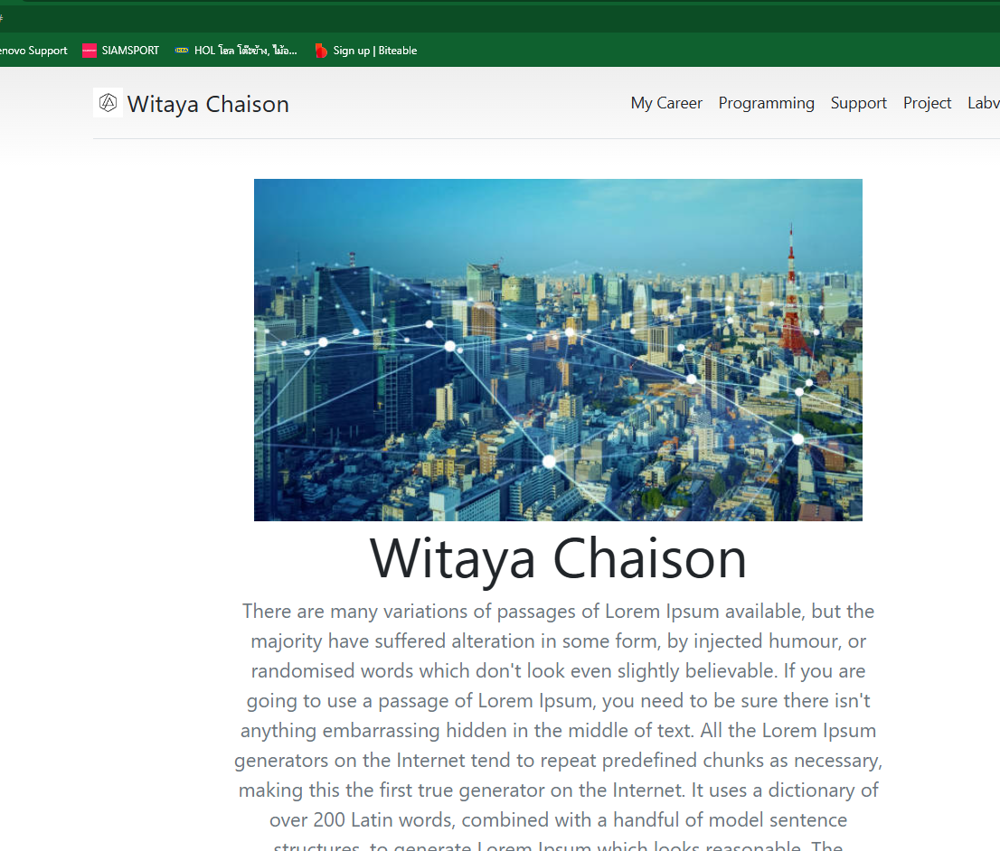 #
enovo Support SIAMSPORT HOL โฮล โต๊ะข้าง, ไม้อ... Sign up | Biteable
Witaya Chaison My Career Programming Support Project Labv
Witaya Chaison
There are many variations of passages of Lorem Ipsum available, but the
majority have suffered alteration in some form, by injected humour, or
randomised words which don't look even slightly believable. If you are
going to use a passage of Lorem Ipsum, you need to be sure there isn't
anything embarrassing hidden in the middle of text. All the Lorem Ipsum
generators on the Internet tend to repeat predefined chunks as necessary,
making this the first true generator on the Internet. It uses a dictionary of
over 200 Latin words, combined with a handful of model sentence
structures, to generate Lorem Ipsum which looks reasonable. The